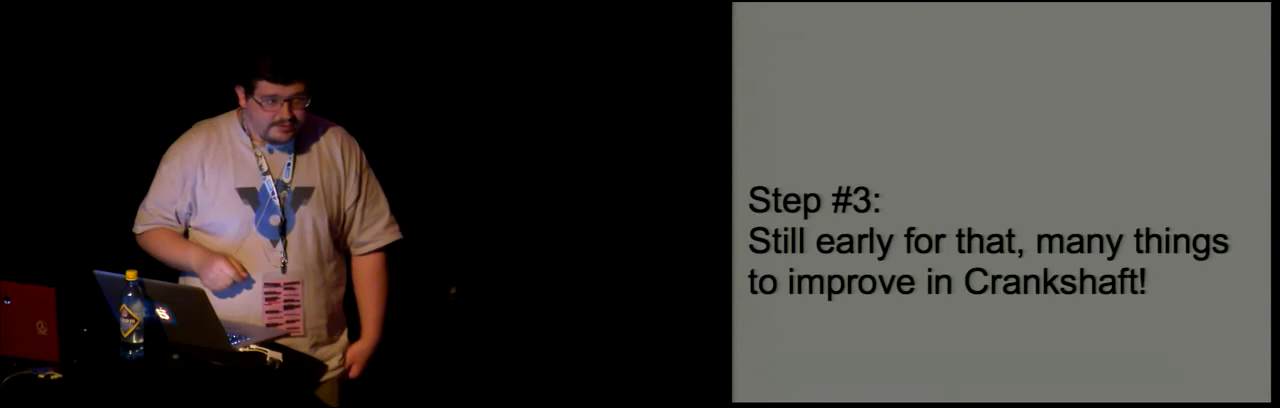 Step #3:
Still early for that, many things
to improve in Crankshaft!